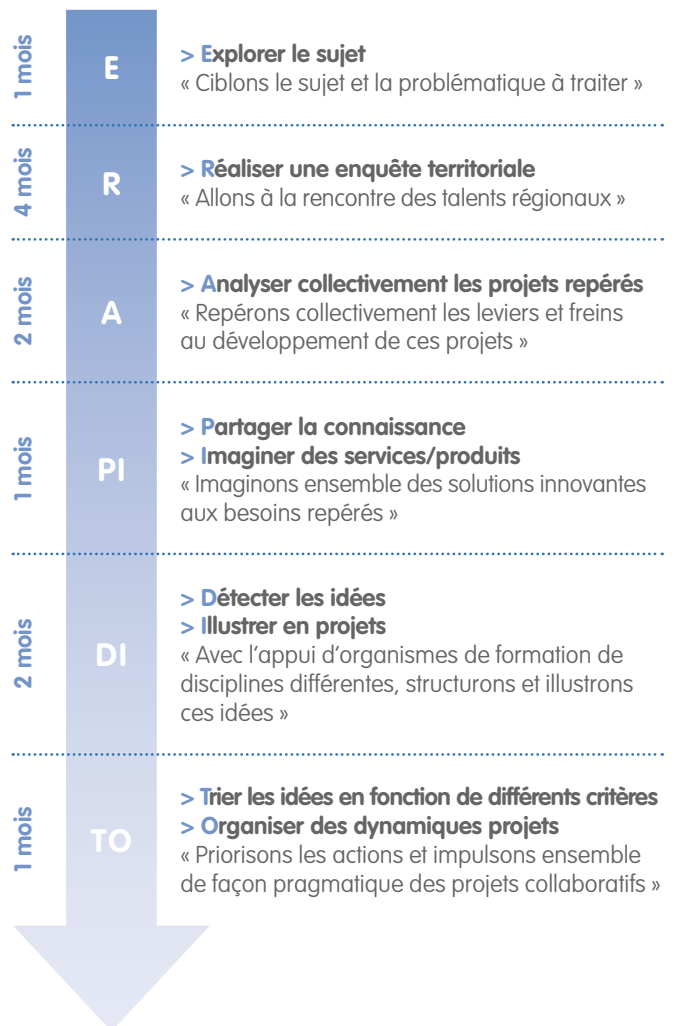 1 mois
E
> Explorer le sujet
« Ciblons le sujet et la problématique à traiter »
4 mois
R
> Réaliser une enquête territoriale
« Allons à la rencontre des talents régionaux »
2 mois
A
> Analyser collectivement les projets repérés
« Repérons collectivement les leviers et freins
au développement de ces projets »
1 mois
PI
> Partager la connaissance
> Imaginer des services/produits
« Imaginons ensemble des solutions innovantes
aux besoins repérés »
2 mois
DI
> Détecter les idées
> Illustrer en projets
« Avec l’appui d’organismes de formation de
disciplines différentes, structurons et illustrons
ces idées »
1 mois
TO
> Trier les idées en fonction de différents critères
> Organiser des dynamiques projets
« Priorisons les actions et impulsons ensemble
de façon pragmatique des projets collaboratifs »